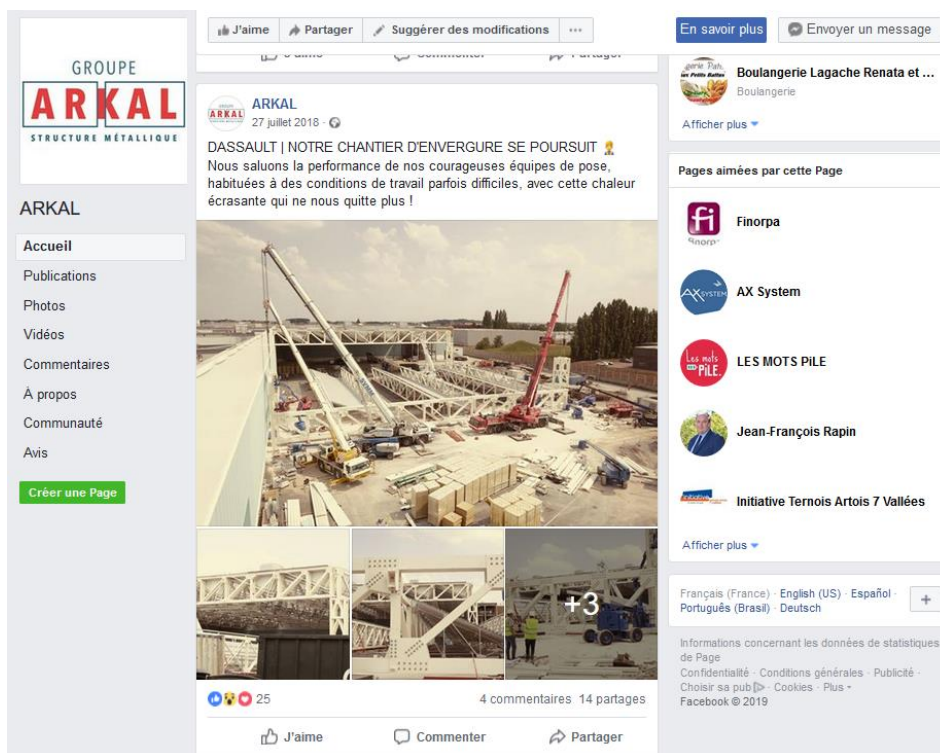 GROUPE
ARKAL
STRUCTURE MÉTALLIQUE
ARKAL
Accueil
Publications
Photos
Vidéos
Commentaires
À propos
Communauté
Avis
Créer une Page
J'aime Partager Suggérer des modifications ...
En savoir plus Envoyer un message
ARKAL
27 juillet 2018 ·
DASSAULT | NOTRE CHANTIER D'ENVERGURE SE POURSUIT
Nous saluons la performance de nos courageuses équipes de pose,
habituées à des conditions de travail parfois difficiles, avec cette chaleur
écrasante qui ne nous quitte plus !
+3
25 4 commentaires 14 partages
J'aime Commenter Partager
Boulangerie Lagache Renata et ...
Boulangerie
Afficher plus
Pages aimées par cette Page
fi
Finorpa
AX SYSTEM
AX System
Les mots
PiLE.
LES MOTS PiLE
Jean-François Rapin
Initiative Ternois Artois 7 Vallées
Afficher plus
Français (France) · English (US) · Español ·
Português (Brasil) · Deutsch
+
Informations concernant les données de statistiques
de Page
Confidentialité · Conditions générales · Publicité ·
Choisir sa pub · Cookies · Plus
Facebook © 2019